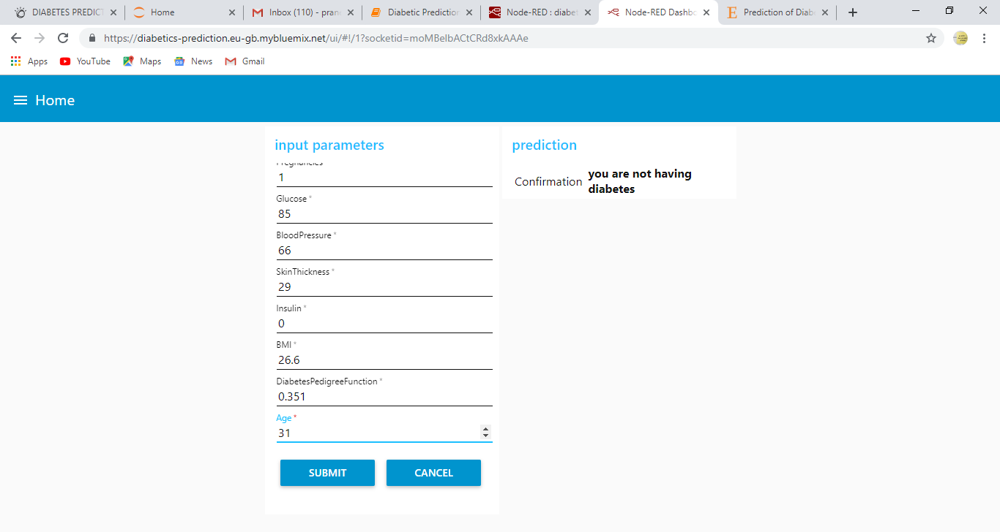 DIABETES PREDICT
Home
Inbox (110) - pran
Diabetic Prediction
Node-RED : diabet
Node-RED Dashbo
Prediction of Diab
https://diabetics-prediction.eu-gb.mybluemix.net/ui/#!/1?socketid=moMBelbACtCRd8xkAAAe
Apps
YouTube
Maps
News
Gmail
Home
input parameters
Pregnancies
1
Glucose *
85
BloodPressure *
66
SkinThickness *
29
Insulin *
0
BMI *
26.6
DiabetesPedigreeFunction *
0.351
Age *
31
SUBMIT
CANCEL
prediction
Confirmation
you are not having
diabetes